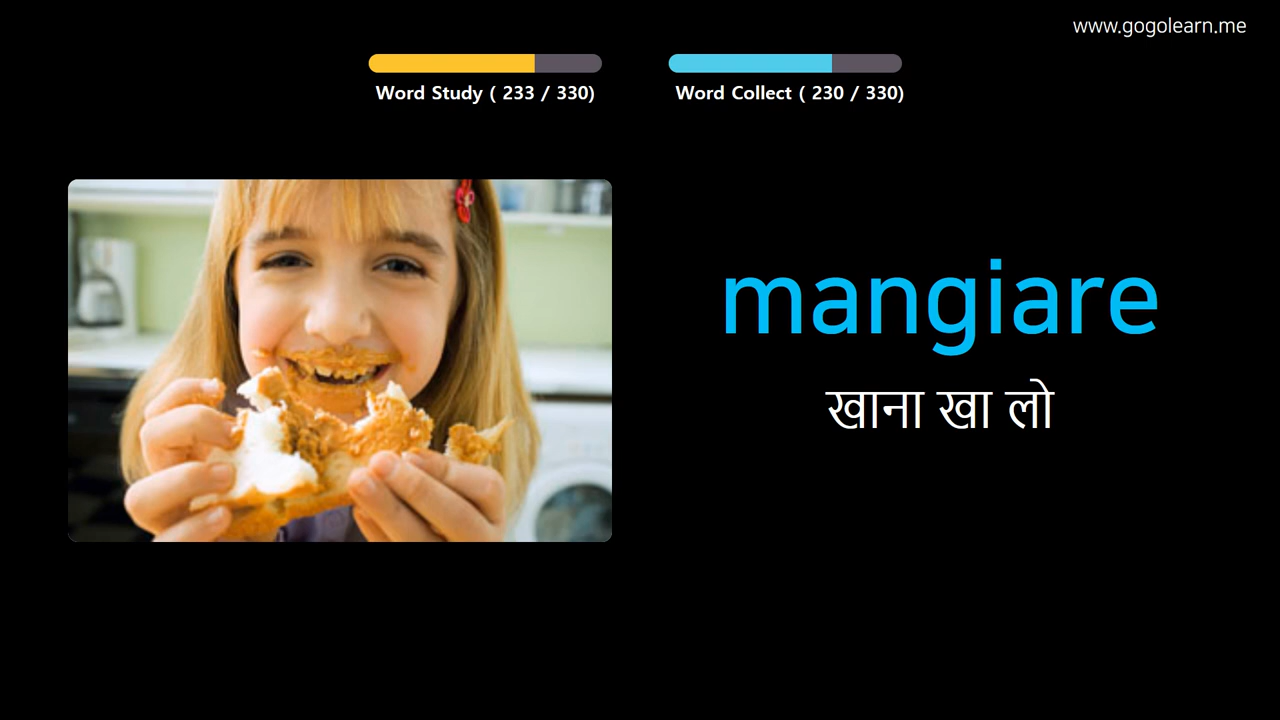 www.gogolearn.me
Word Study ( 233 / 330)
Word Collect ( 230 / 330)
mangiare
खाना खा लो